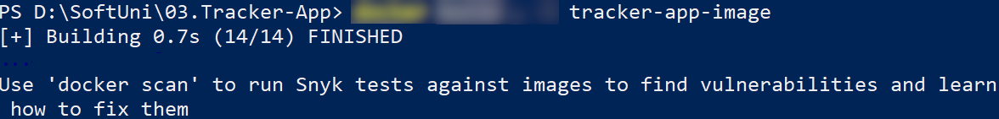 PS D:\SoftUni\03.Tracker-App> tracker-app-image
[+] Building 0.7s (14/14) FINISHED
...
Use 'docker scan' to run Snyk tests against images to find vulnerabilities and learn
how to fix them